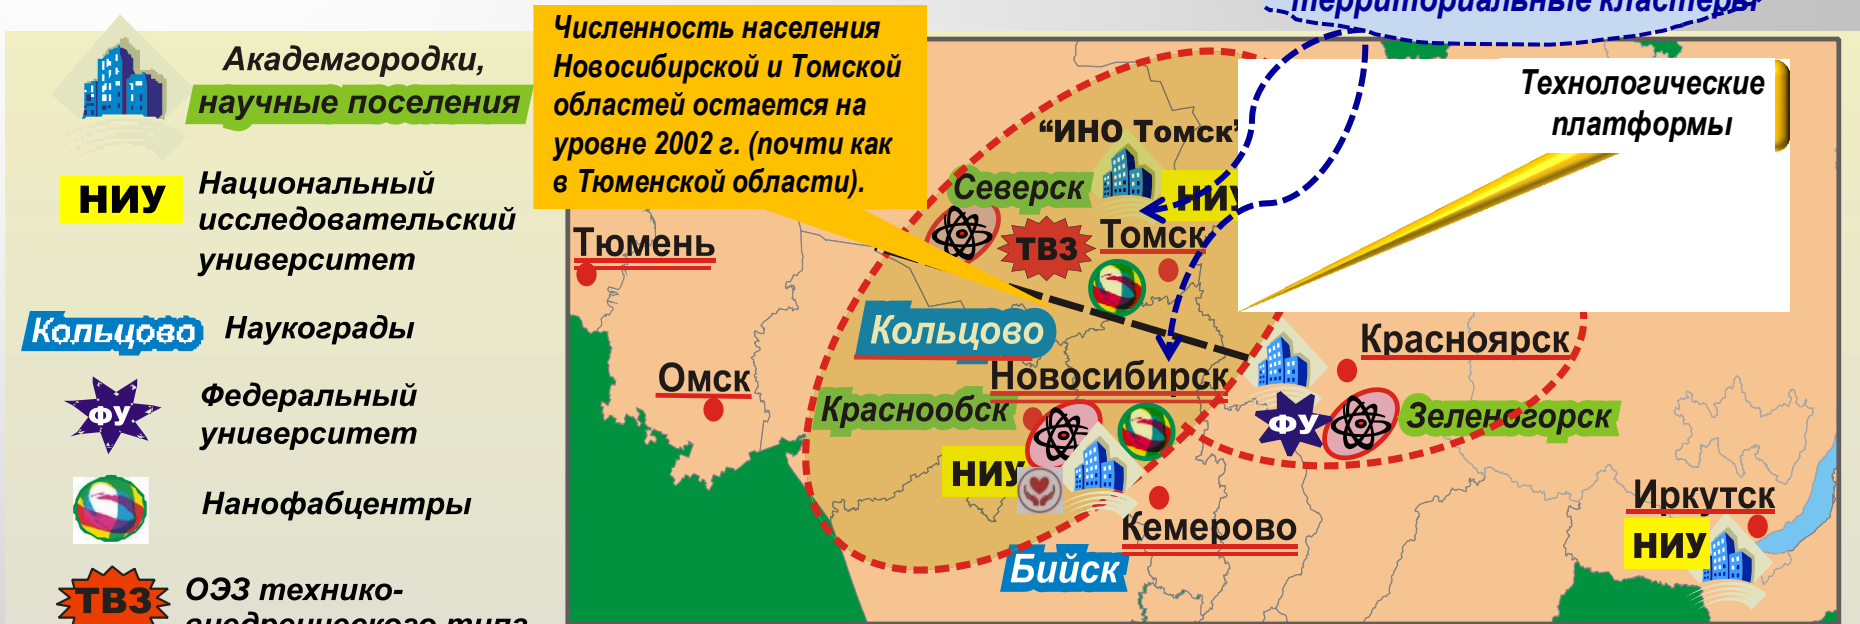 территориальные кластеры
Академгородки,
научные поселения
НИУ
Национальный
исследовательский
университет
Кольцово
Наукограды
ФУ
Федеральный
университет
Нанофабцентры
ТВЗ
ОЭЗ технико-
внедренческого типа
Численность населения
Новосибирской и Томской
областей остается на
уровне 2002 г. (почти как
в Тюменской области).
Технологические
платформы
“ИНО Томск”
Северск
НИУ
Тюмень
ТВЗ
Томск
Кольцово
Красноярск
Омск
Новосибирск
Краснообск
ФУ
Зеленогорск
НИУ
Кемерово
Иркутск
НИУ
Бийск